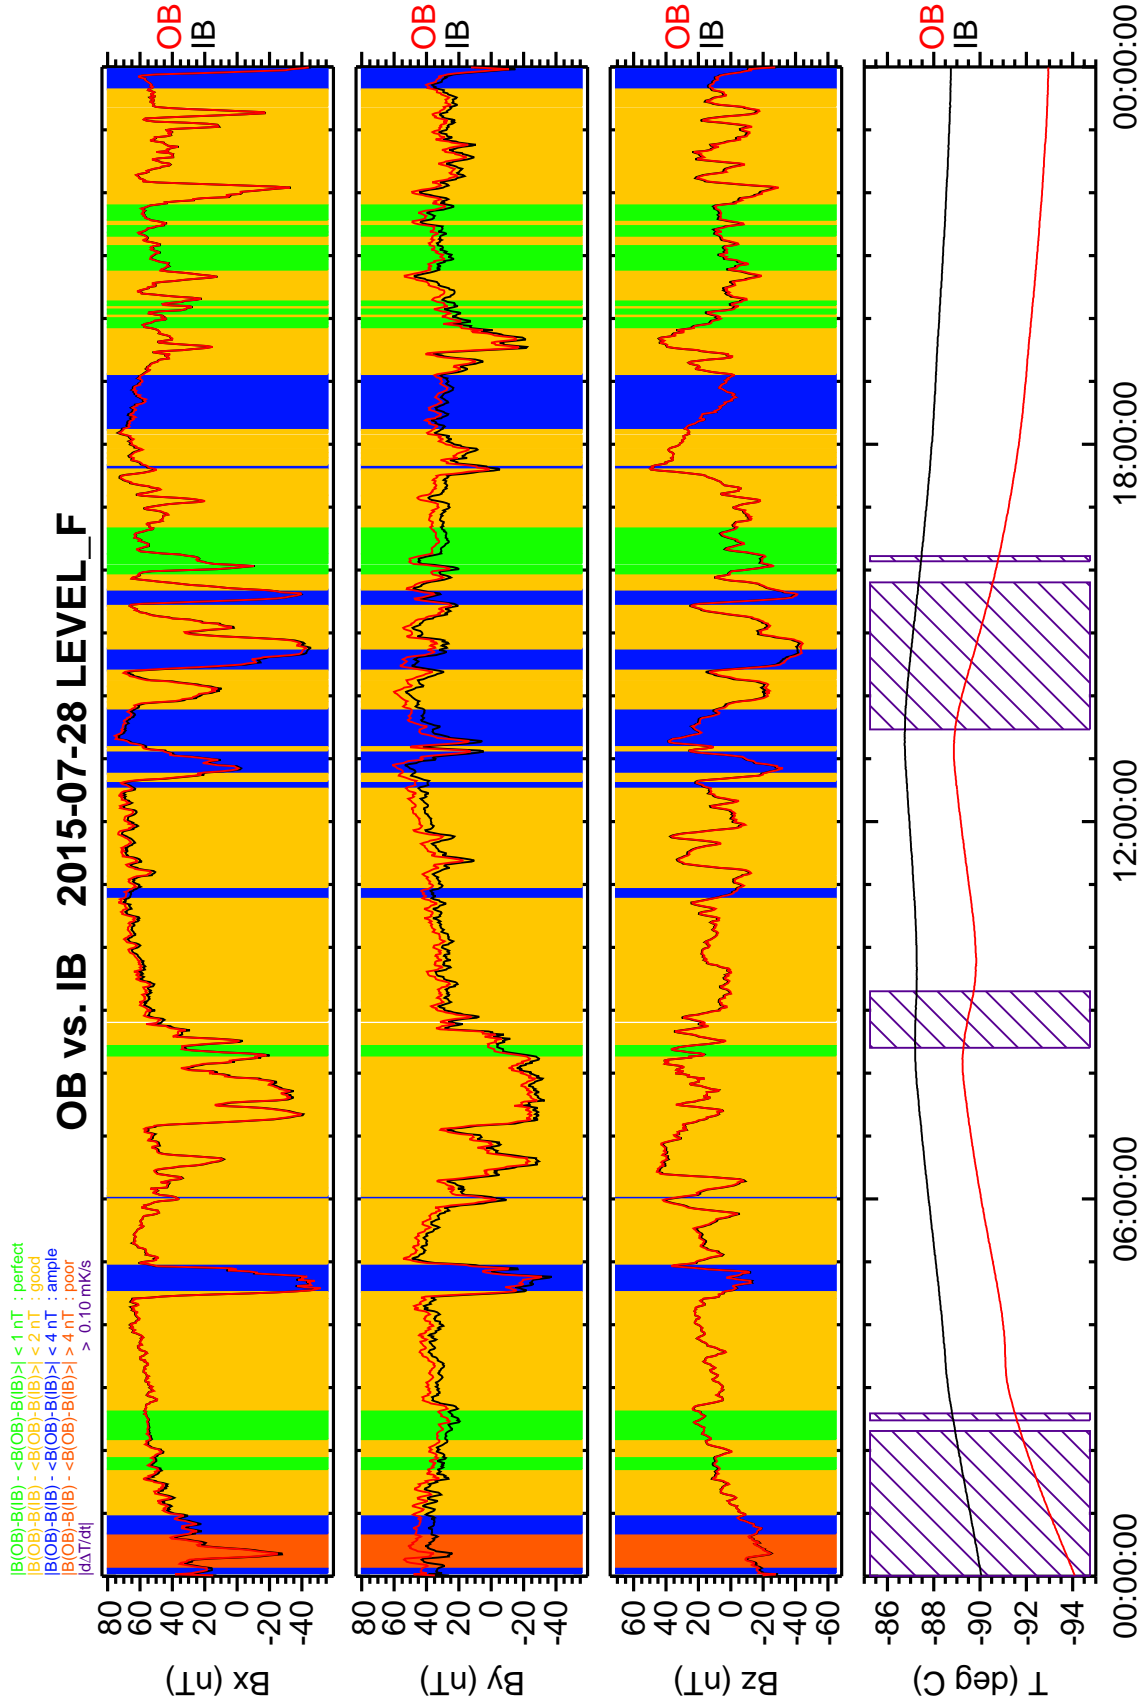 OB vs. IB 2015-07-28 LEVEL_F
|B(OB)-B(IB) - <B(OB)-B(IB)>| < 1 nT : perfect
|B(OB)-B(IB) - <B(OB)-B(IB)>| < 2 nT : good
|B(OB)-B(IB) - <B(OB)-B(IB)>| < 4 nT : ample
|B(OB)-B(IB) - <B(OB)-B(IB)>| > 4 nT : poor
|dΔT/dt| > 0.10 mK/s
Bx (nT)
80
60
40
20
0
-20
-40
OB
IB
By (nT)
80
60
40
20
0
-20
-40
OB
IB
Bz (nT)
60
40
20
0
-20
-40
-60
OB
IB
T (deg C)
-86
-88
-90
-92
-94
OB
IB
00:00:00
06:00:00
12:00:00
18:00:00
00:00:00